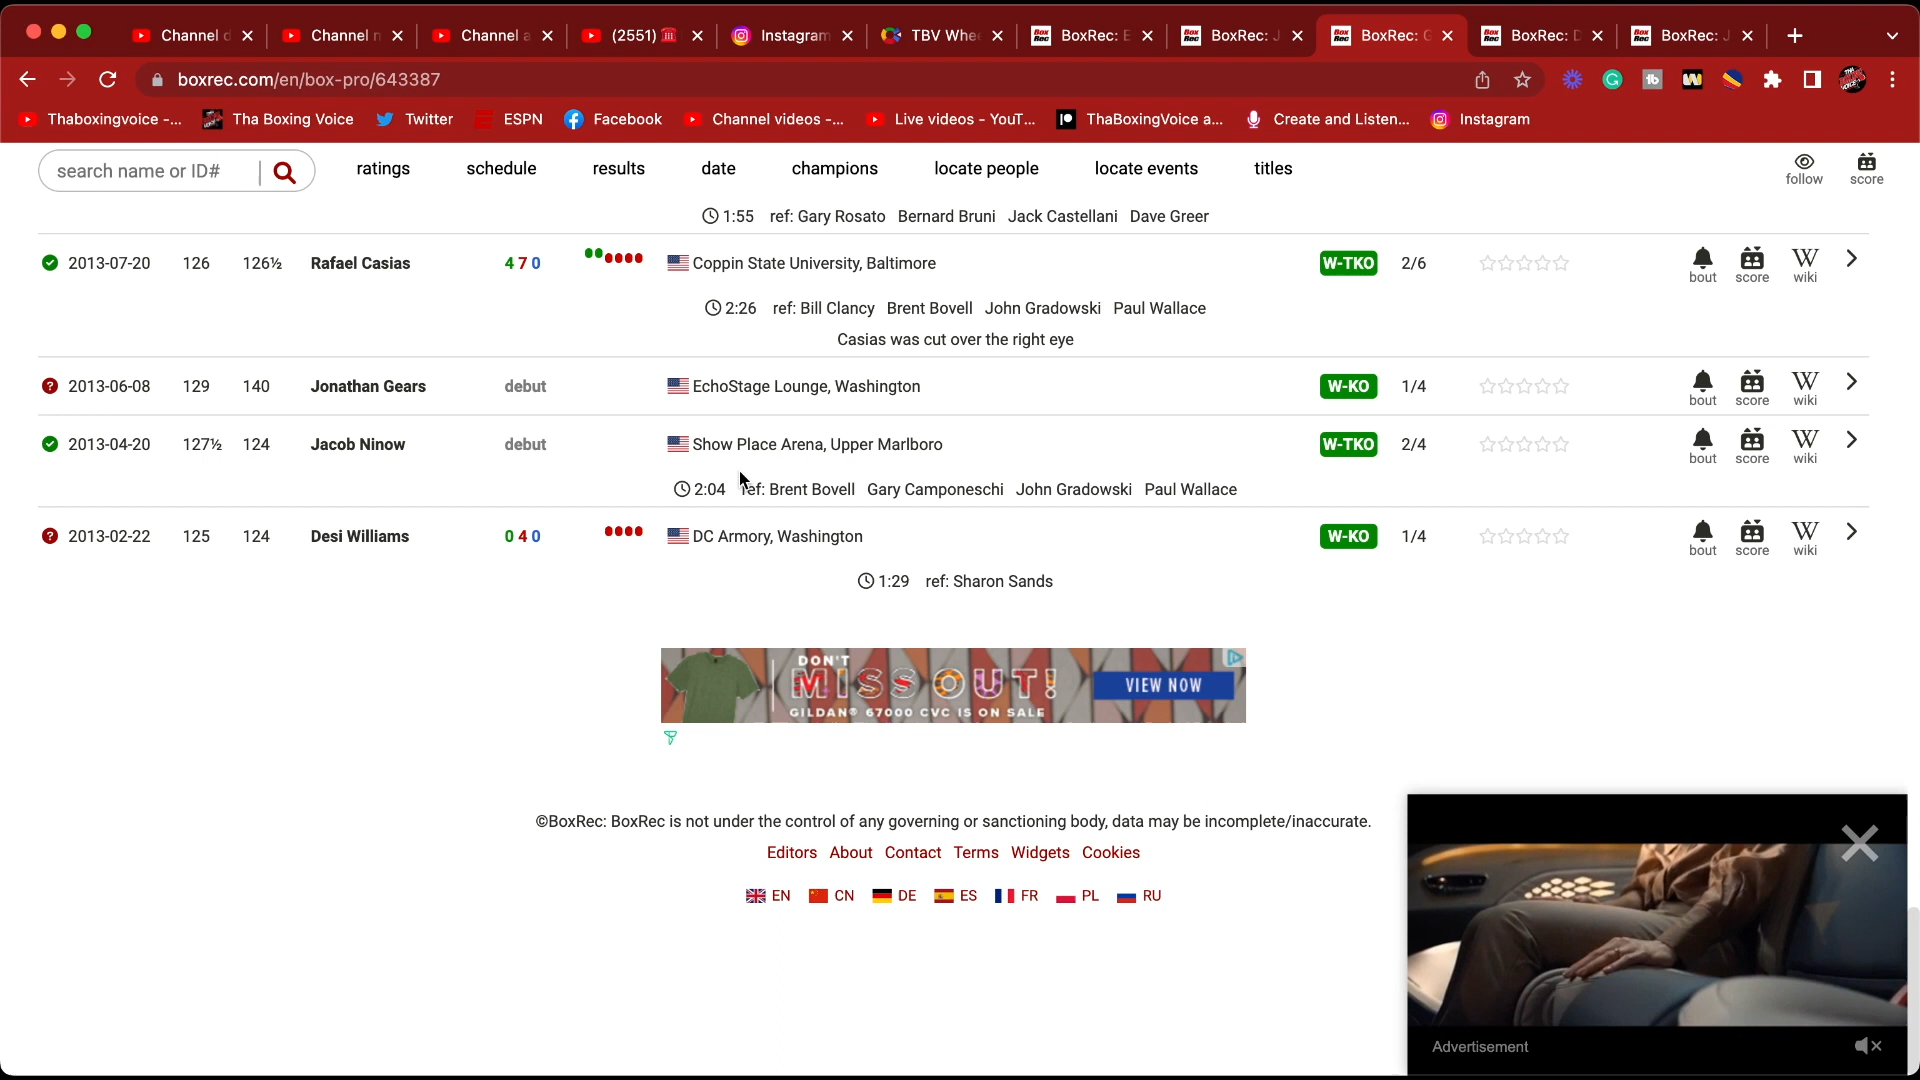 Channel d
Channel n
Channel a
(2551)
Instagram
TBV Whe
BoxRec: E
BoxRec: J
BoxRec: G
BoxRec: D
BoxRec: J
boxrec.com/en/box-pro/643387
Thaboxingvoice -... Tha Boxing Voice Twitter ESPN Facebook Channel videos -... Live videos - YouT... ThaBoxingVoice a... Create and Listen... Instagram
search name or ID# ratings schedule results date champions locate people locate events titles follow score
1:55 ref: Gary Rosato Bernard Bruni Jack Castellani Dave Greer
2013-07-20 126 126½ Rafael Casias 4 7 0 Coppin State University, Baltimore W-TKO 2/6 bout score wiki
2:26 ref: Bill Clancy Brent Bovell John Gradowski Paul Wallace
Casias was cut over the right eye
2013-06-08 129 140 Jonathan Gears debut EchoStage Lounge, Washington W-KO 1/4 bout score wiki
2013-04-20 127½ 124 Jacob Ninow debut Show Place Arena, Upper Marlboro W-TKO 2/4 bout score wiki
2:04 ref: Brent Bovell Gary Camponeschi John Gradowski Paul Wallace
2013-02-22 125 124 Desi Williams 0 4 0 DC Armory, Washington W-KO 1/4 bout score wiki
1:29 ref: Sharon Sands
DON'T
MISS OUT!
GILDAN® 67000 CVC IS ON SALE
VIEW NOW
©BoxRec: BoxRec is not under the control of any governing or sanctioning body, data may be incomplete/inaccurate.
Editors About Contact Terms Widgets Cookies
EN CN DE ES FR PL RU
Advertisement